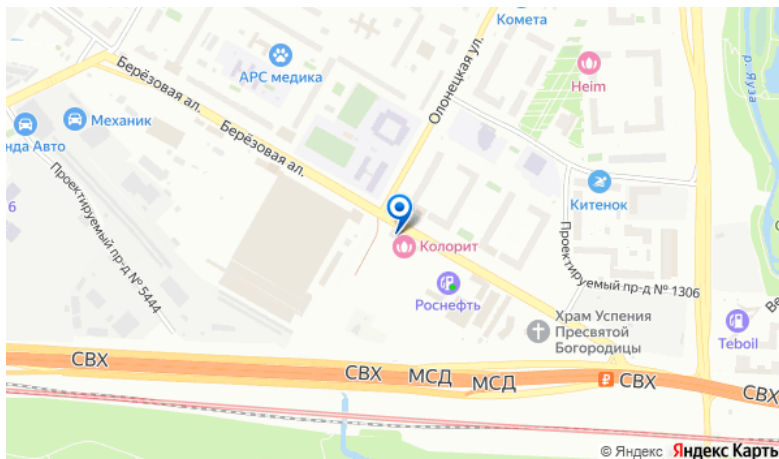 Комета
АРС медика
Олонецкая ул.
Heim
р. Яуза
Берёзовая ал.
Механик
нда Авто
Берёзовая ал.
Проектируемый пр-д № 5444
6
Китенок
Колорит
Проектируемый пр-д № 1306
Роснефть
Храм Успения
Пресвятой
Богородицы
Ве
Teboil
СВХ
СВХ
МСД
МСД
₽
СВХ
СВХ
© Яндекс Яндекс Карты